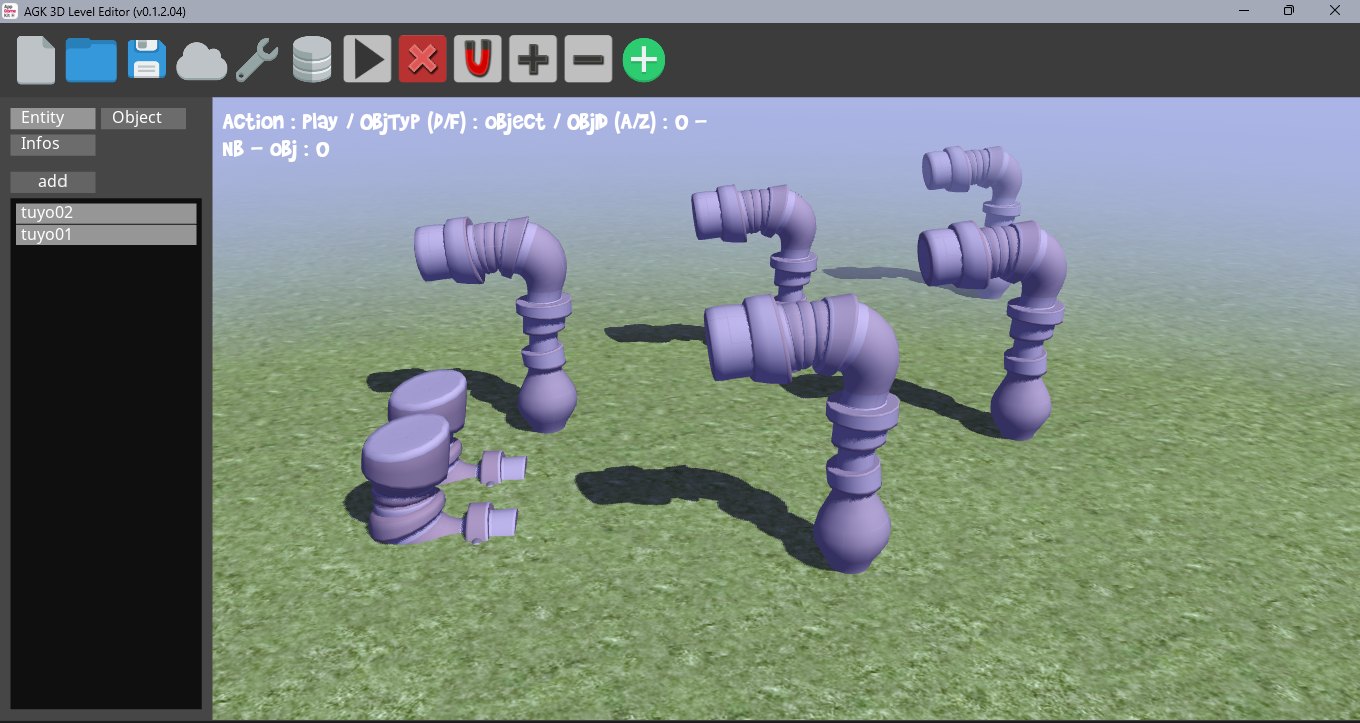 AGK 3D Level Editor (v0.1.2.04)
Entity Object
Infos
add
tuyo02
tuyo01
Action : Play / ObjTyp (D/F) : object / ObjID (A/Z) : 0 -
NB - obj : 0